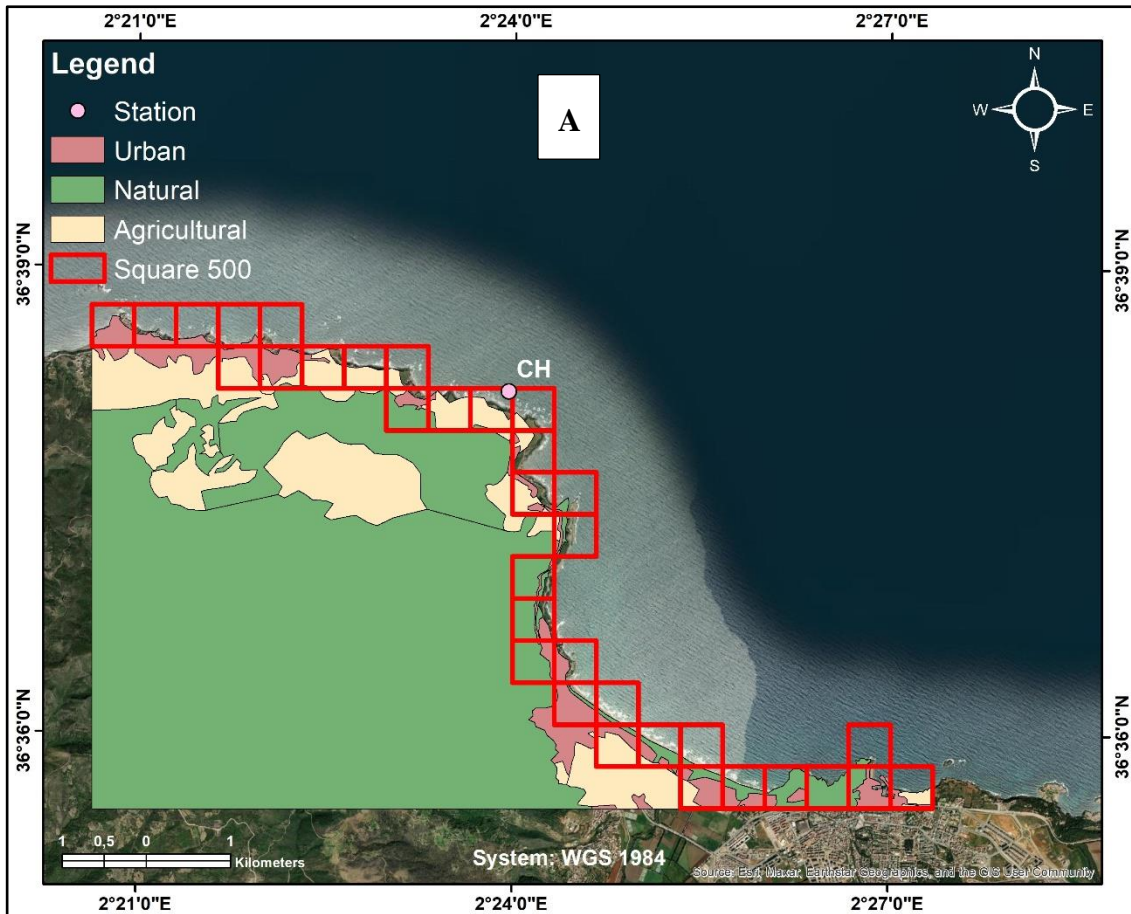 2°21'0"E 2°24'0"E 2°27'0"E
Legend
Station
Urban
Natural
Agricultural
Square 500
A
N
W E
S
36°39'0"N 36°39'0"N
CH
36°36'0"N 36°36'0"N
1 0,5 0 1
Kilometers
System: WGS 1984
Source: Esri, Maxar, Earthstar Geographics, and the GIS User Community
2°21'0"E 2°24'0"E 2°27'0"E